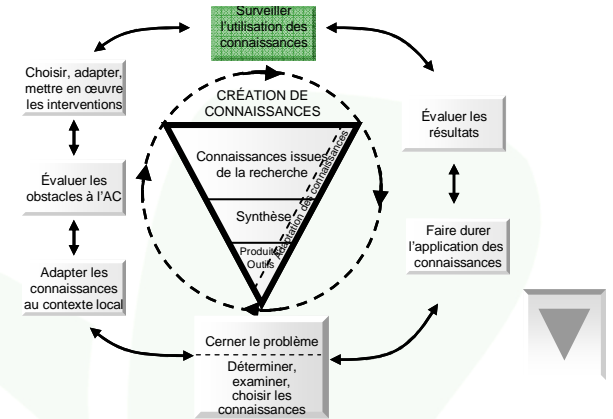 Surveiller
l'utilisation des
connaissances
Choisir, adapter,
mettre en œuvre
les interventions
CRÉATION DE
CONNAISSANCES
Évaluer les
résultats
Connaissances issues
de la recherche
Adaptation des connaissances
Évaluer les
obstacles à l'AC
Synthèse
Produits
Outils
Faire durer
l'application des
connaissances
Adapter les
connaissances
au contexte local
Cerner le problème
Déterminer,
examiner,
choisir les
connaissances